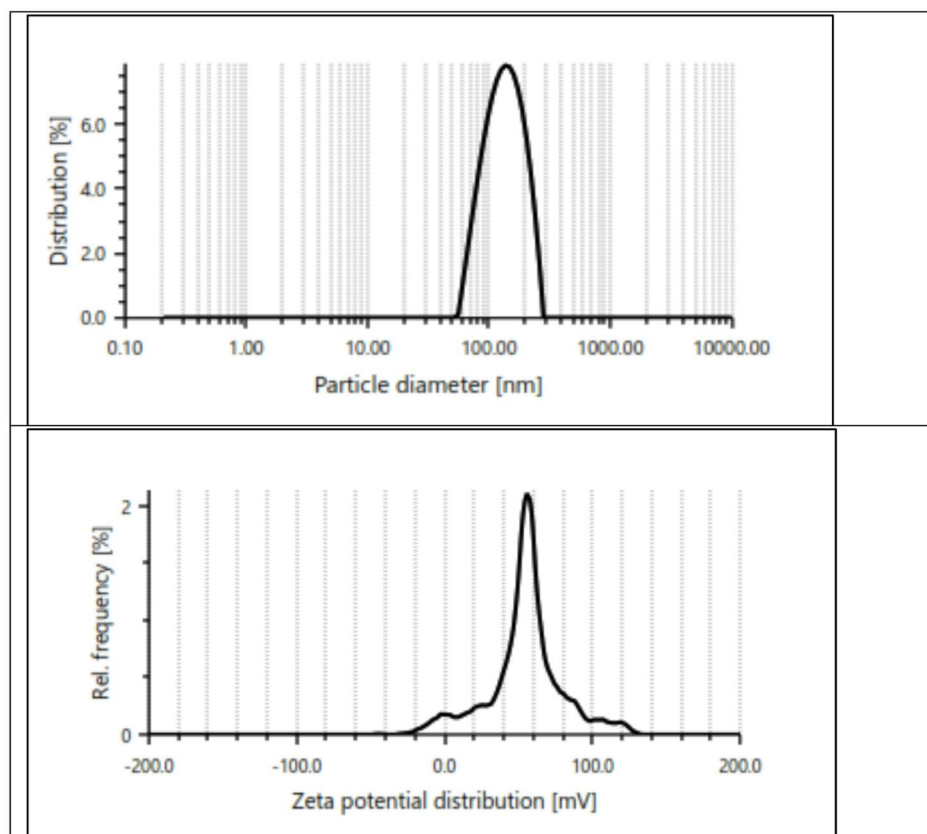 Distribution [%]
6.0
4.0
2.0
0.0
0.10 1.00 10.00 100.00 1000.00 10000.00
Particle diameter [nm]
Rel. frequency [%]
2
0
-200.0 -100.0 0.0 100.0 200.0
Zeta potential distribution [mV]